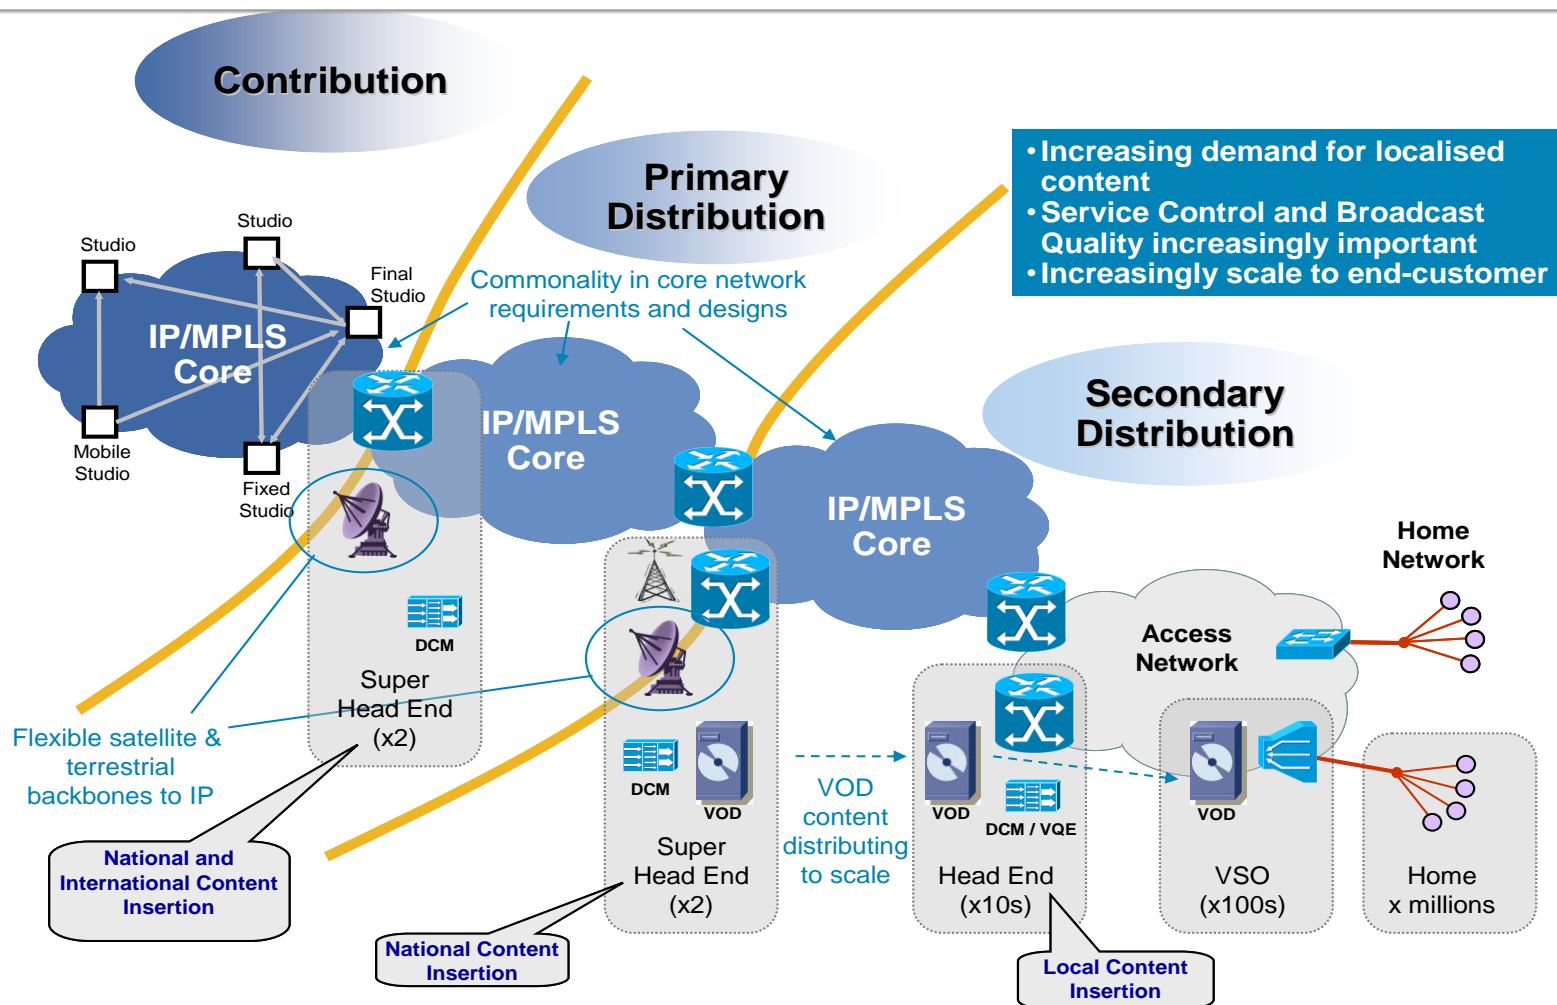 Contribution
Primary
Distribution
• Increasing demand for localised
content
• Service Control and Broadcast
Quality increasingly important
• Increasingly scale to end-customer
Studio
Studio
Final
Studio
IP/MPLS
Core
Mobile
Studio
Fixed
Studio
Commonality in core network
requirements and designs
IP/MPLS
Core
Secondary
Distribution
IP/MPLS
Core
Home
Network
Access
Network
DCM
Super
Head End
(x2)
Flexible satellite &
terrestrial
backbones to IP
National and
International Content
Insertion
DCM
VOD
Super
Head End
(x2)
National Content
Insertion
VOD
content
distributing
to scale
VOD
DCM / VQE
Head End
(x10s)
Local Content
Insertion
VOD
VSO
(x100s)
Home
x millions